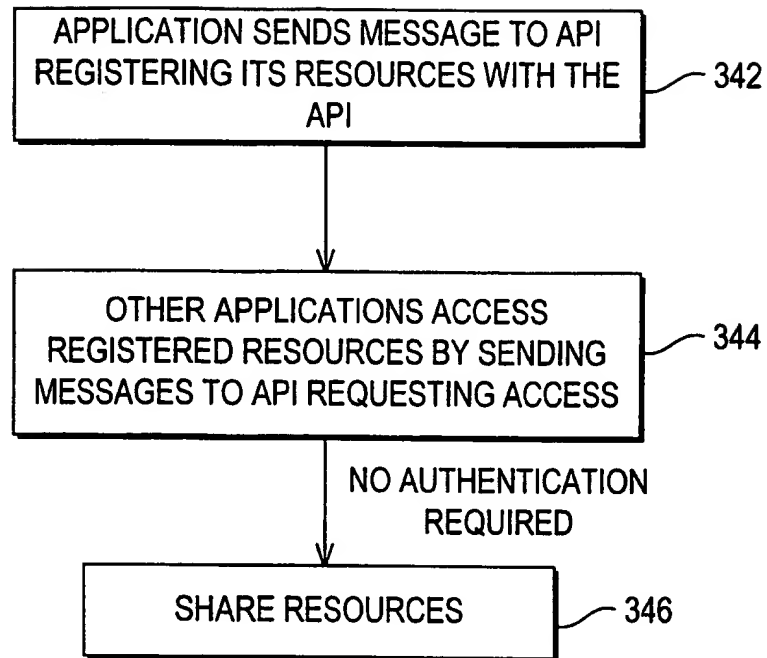 APPLICATION SENDS MESSAGE TO API
REGISTERING ITS RESOURCES WITH THE
API
342
OTHER APPLICATIONS ACCESS
REGISTERED RESOURCES BY SENDING
MESSAGES TO API REQUESTING ACCESS
344
NO AUTHENTICATION
REQUIRED
SHARE RESOURCES
346